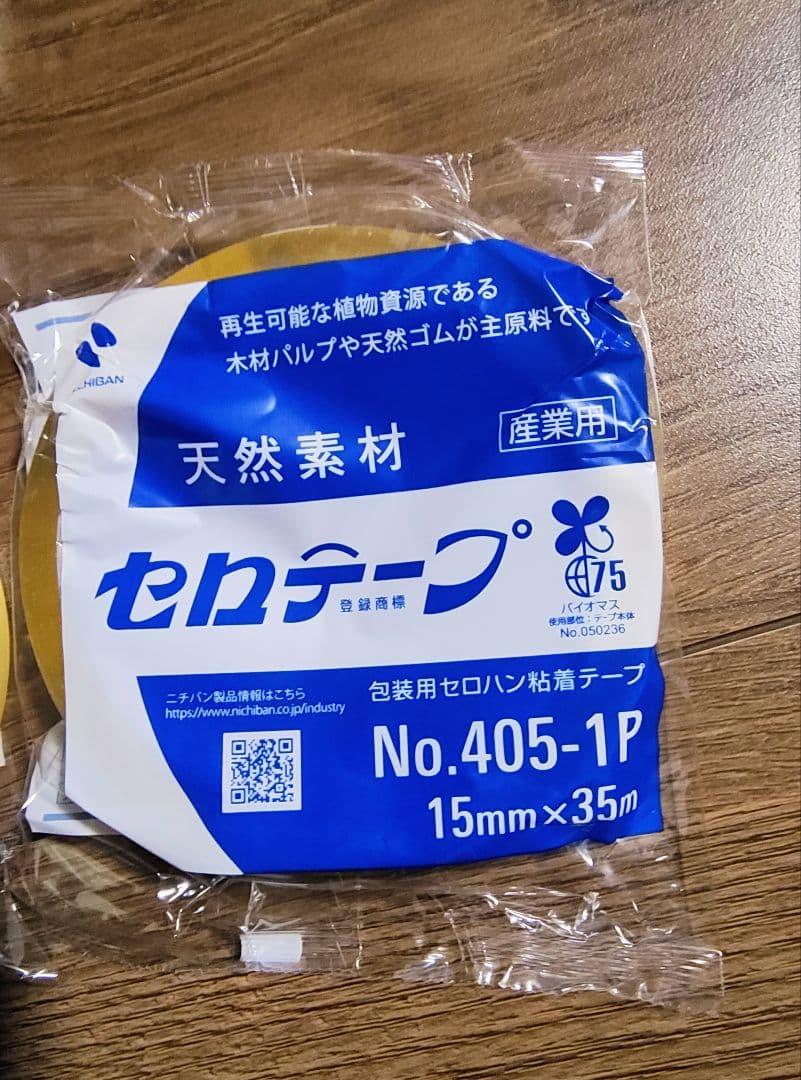 再生可能な植物資源である
木材パルプや天然ゴムが主原料です
NICHIBAN
産業用
天然素材
セロテープ
登録商標
75
バイオマス
使用部位：テープ本体
No.050236
ニチバン製品情報はこちら
https://www.nichiban.co.jp/industry
包装用セロハン粘着テープ
No.405-1P
15mm×35m